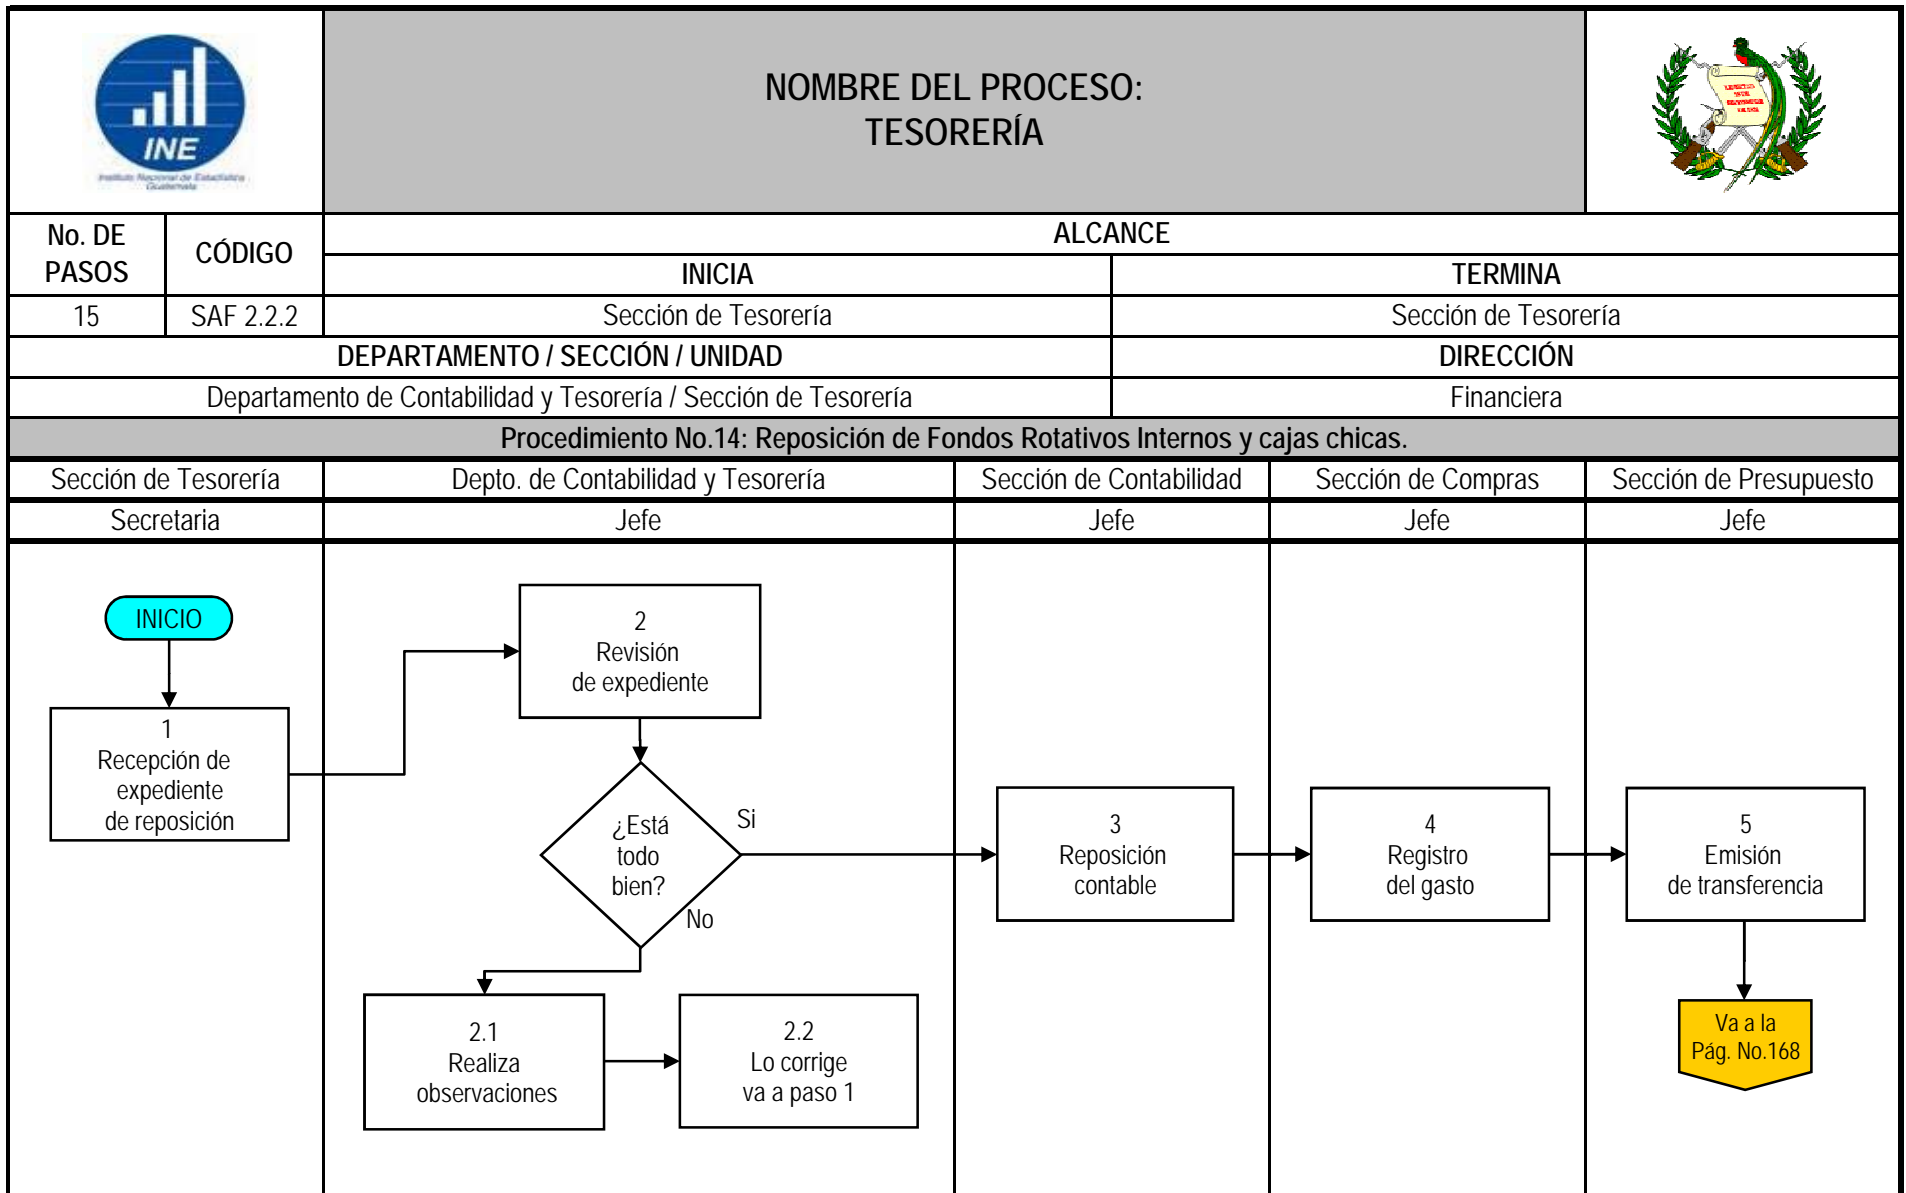 INE
Instituto Nacional de Estadística
Guatemala
NOMBRE DEL PROCESO:
TESORERÍA
No. DE
PASOS
CÓDIGO
ALCANCE
INICIA
TERMINA
15
SAF 2.2.2
Sección de Tesorería
Sección de Tesorería
DEPARTAMENTO / SECCIÓN / UNIDAD
DIRECCIÓN
Departamento de Contabilidad y Tesorería / Sección de Tesorería
Financiera
Procedimiento No.14: Reposición de Fondos Rotativos Internos y cajas chicas.
Sección de Tesorería
Depto. de Contabilidad y Tesorería
Sección de Contabilidad
Sección de Compras
Sección de Presupuesto
Secretaria
Jefe
Jefe
Jefe
Jefe
INICIO
1
Recepción de
expediente
de reposición
2
Revisión
de expediente
¿Está
todo
bien?
Si
No
2.1
Realiza
observaciones
2.2
Lo corrige
va a paso 1
3
Reposición
contable
4
Registro
del gasto
5
Emisión
de transferencia
Va a la
Pág. No.168